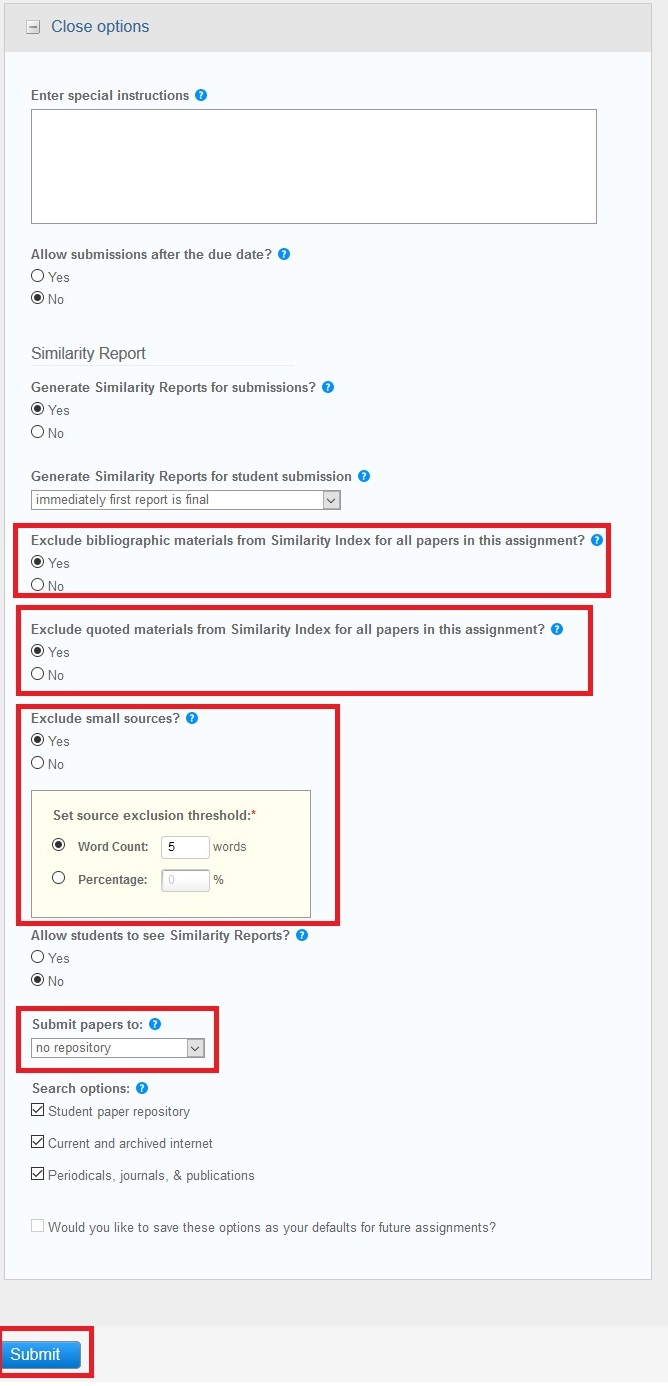 Close options
Enter special instructions ?
Allow submissions after the due date? ?
Yes
No
Similarity Report
Generate Similarity Reports for submissions? ?
Yes
No
Generate Similarity Reports for student submission ?
immediately first report is final
Exclude bibliographic materials from Similarity Index for all papers in this assignment? ?
Yes
No
Exclude quoted materials from Similarity Index for all papers in this assignment? ?
Yes
No
Exclude small sources? ?
Yes
No
Set source exclusion threshold:*
Word Count: 5 words
Percentage: 0 %
Allow students to see Similarity Reports? ?
Yes
No
Submit papers to: ?
no repository
Search options: ?
Student paper repository
Current and archived internet
Periodicals, journals, & publications
Would you like to save these options as your defaults for future assignments?
Submit